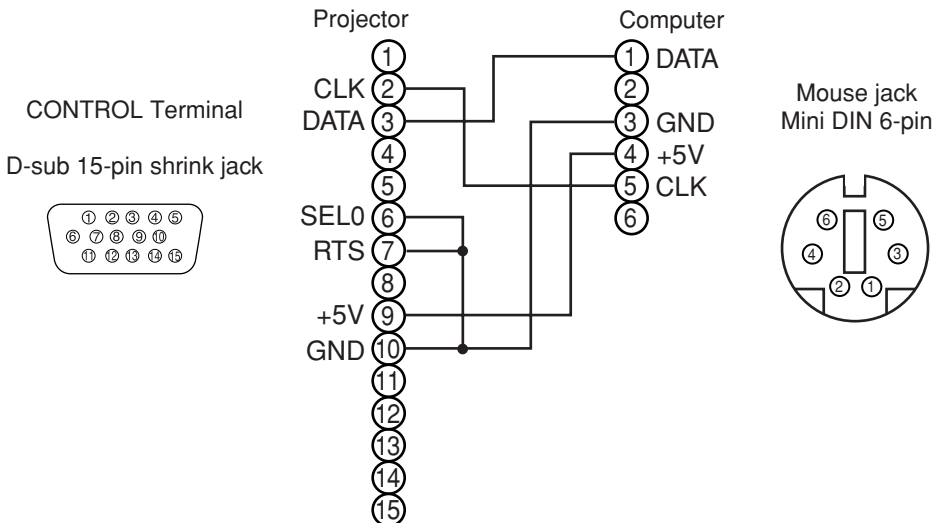 Projector
Computer
CONTROL Terminal
D-sub 15-pin shrink jack
① ② ③ ④ ⑤
⑥ ⑦ ⑧ ⑨ ⑩
⑪ ⑫ ⑬ ⑭ ⑮
①
CLK ②
DATA ③
④
⑤
SEL0 ⑥
RTS ⑦
⑧
+5V ⑨
GND ⑩
⑪
⑫
⑬
⑭
⑮
① DATA
②
③ GND
④ +5V
⑤ CLK
⑥
Mouse jack
Mini DIN 6-pin
⑥ ⑤
④ ③
② ①